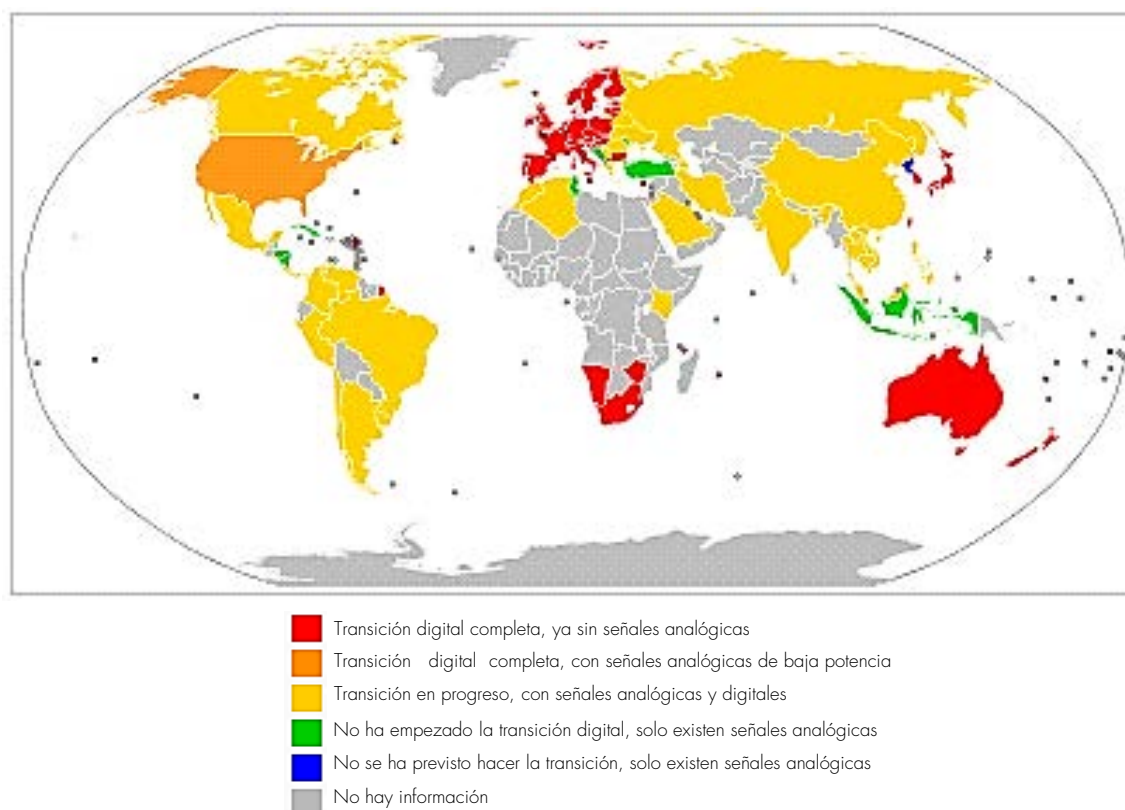 Transición digital completa, ya sin señales analógicas
Transición digital completa, con señales analógicas de baja potencia
Transición en progreso, con señales analógicas y digitales
No ha empezado la transición digital, solo existen señales analógicas
No se ha previsto hacer la transición, solo existen señales analógicas
No hay información